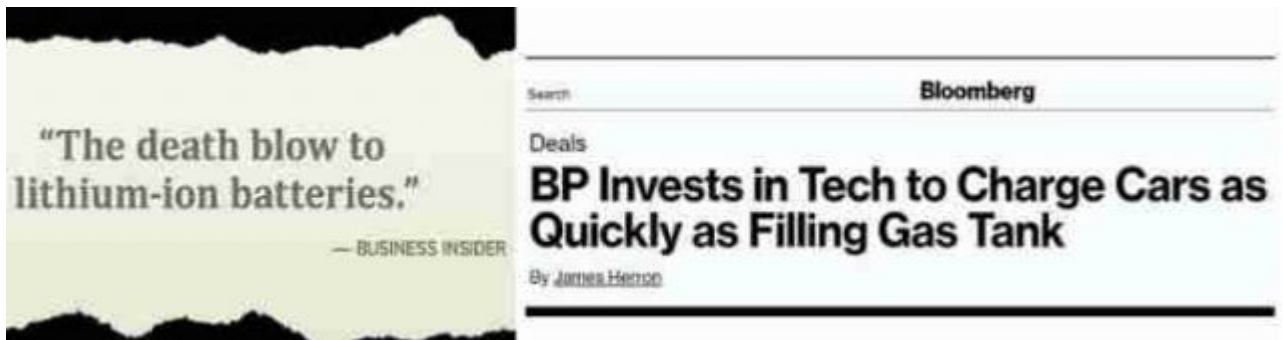 “The death blow to
lithium-ion batteries.”
— BUSINESS INSIDER
Search
Bloomberg
Deals
BP Invests in Tech to Charge Cars as
Quickly as Filling Gas Tank
By James Herron